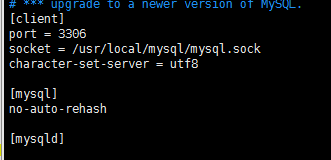 # *** upgrade to a newer version of MySQL.
[client]
port = 3306
socket = /usr/local/mysql/mysql.sock
character-set-server = utf8
[mysql]
no-auto-rehash
[mysqld]